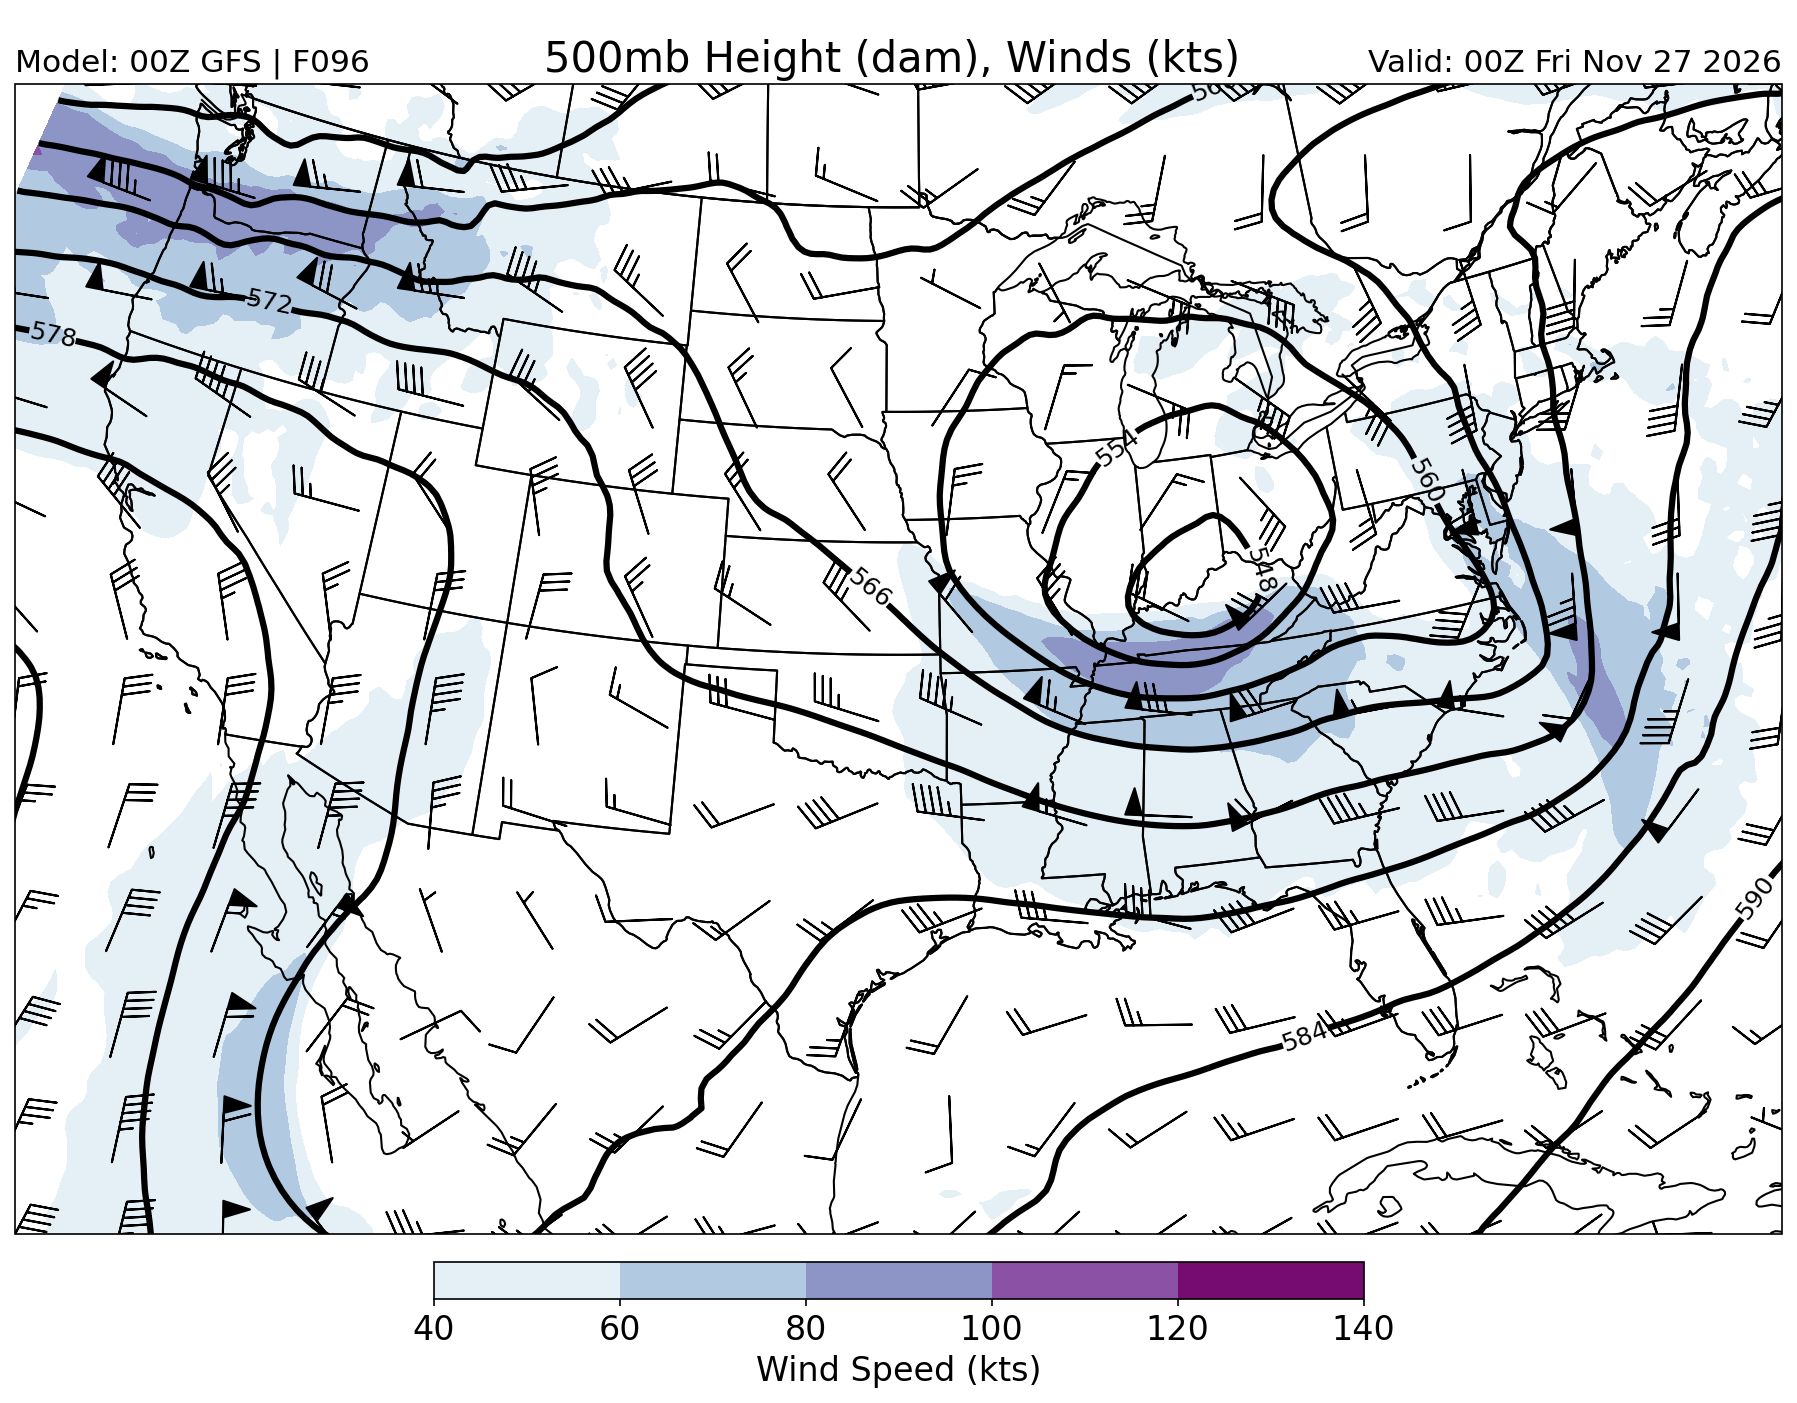 Model: 00Z GFS | F096
500mb Height (dam), Winds (kts)
Valid: 00Z Fri Nov 27 2026
572
578
554
560
548
566
584
590
40 60 80 100 120 140
Wind Speed (kts)